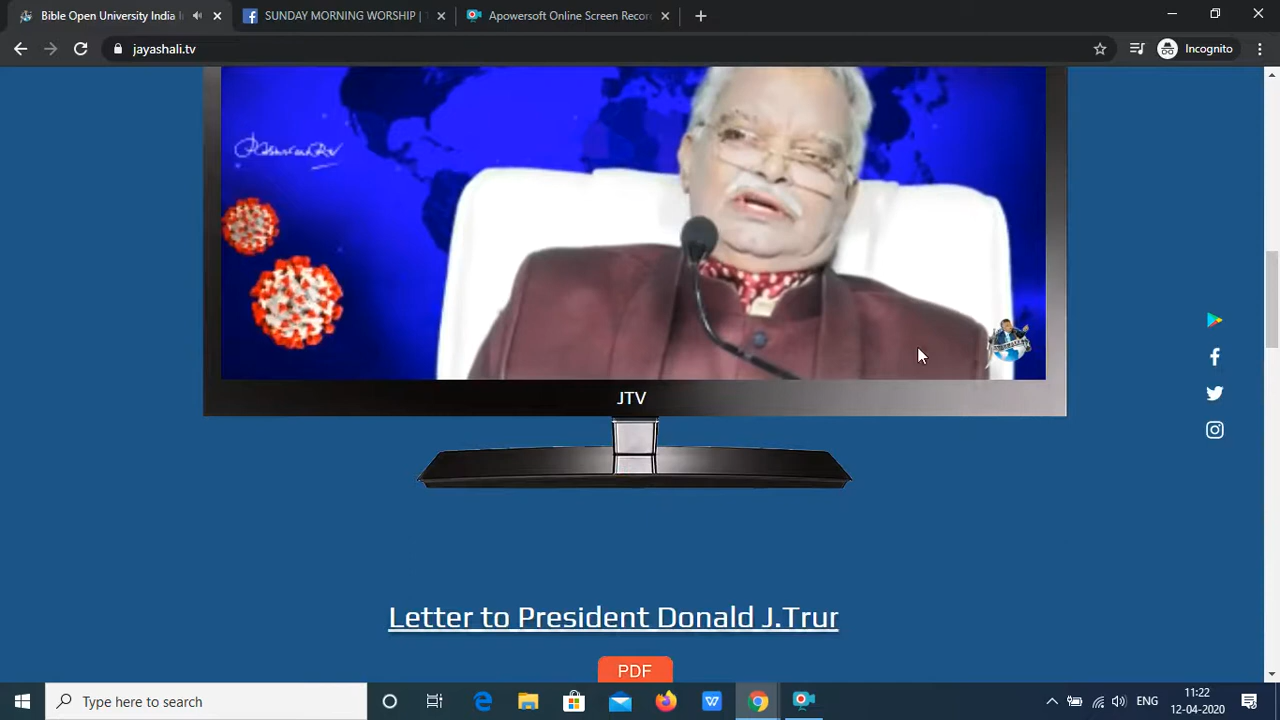 Bible Open University India I
SUNDAY MORNING WORSHIP |
Apowersoft Online Screen Recor
jayashali.tv
Incognito
JTV
Letter to President Donald J.Trur
PDF
Type here to search
ENG
11:22
12-04-2020